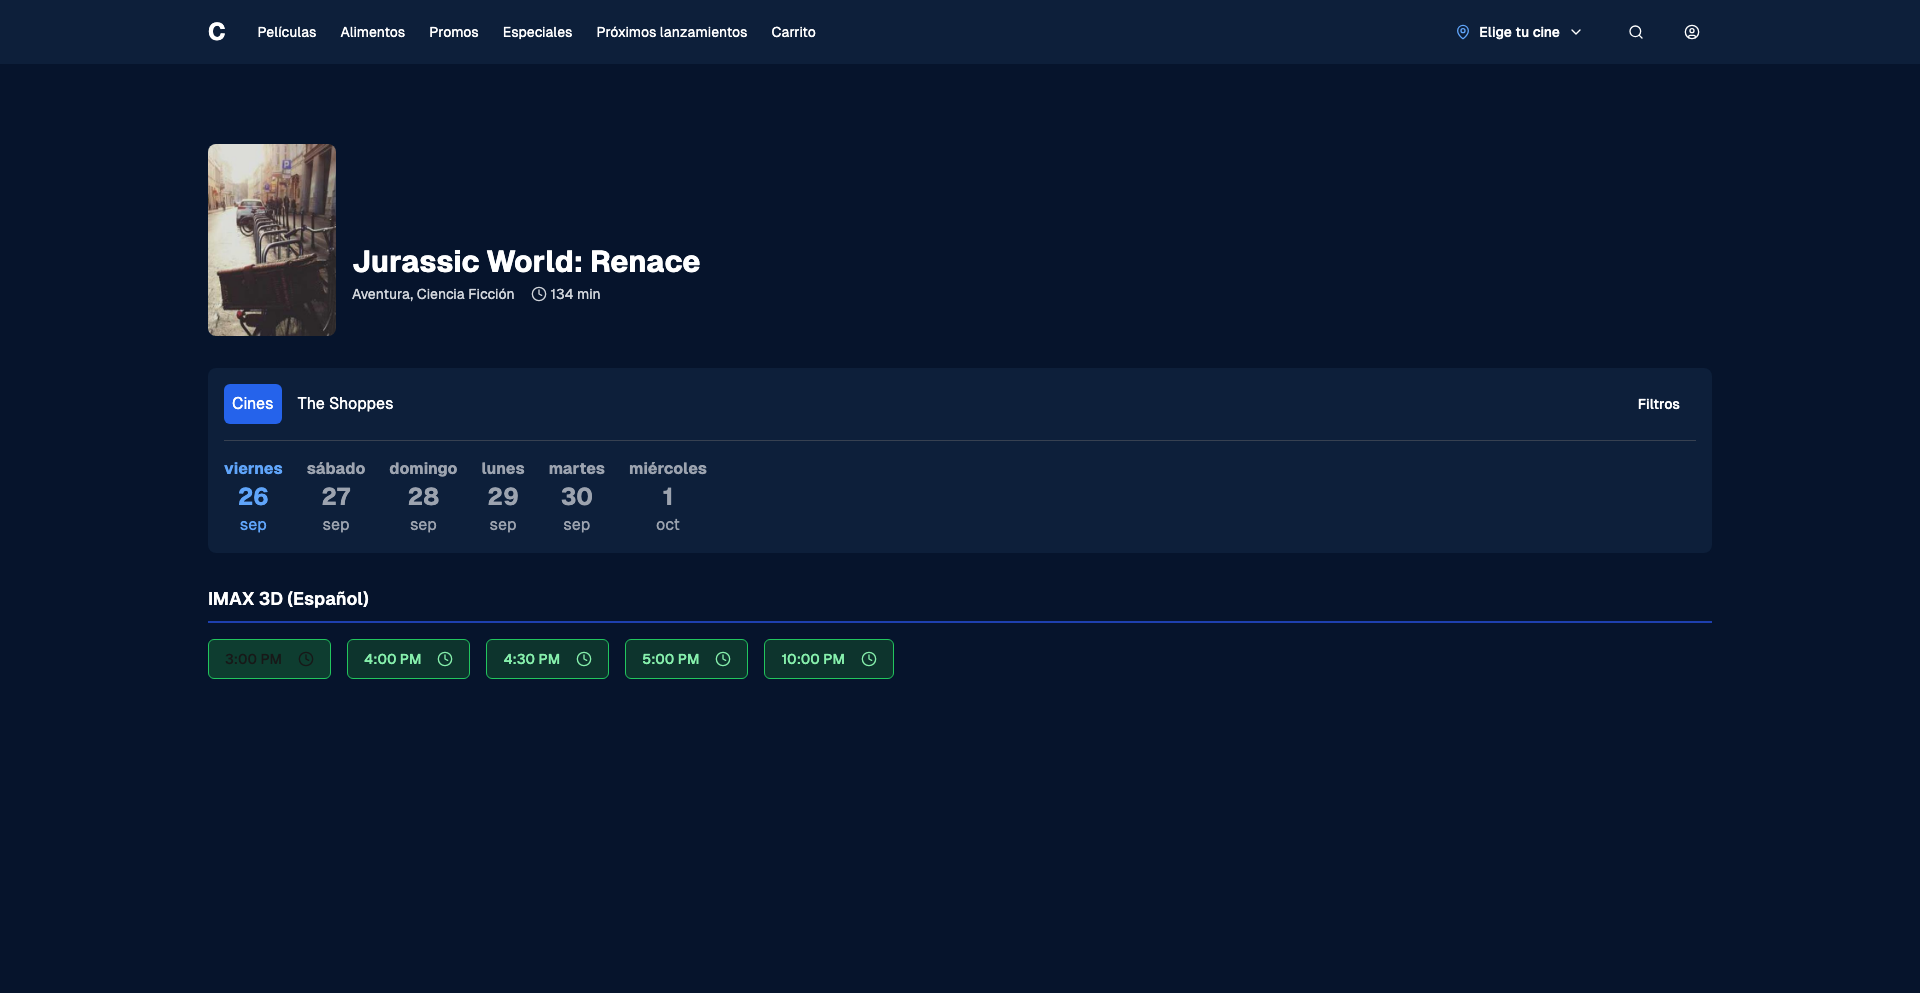 C Películas Alimentos Promos Especiales Próximos lanzamientos Carrito Elige tu cine
Jurassic World: Renace
Aventura, Ciencia Ficción 134 min
Cines The Shoppes Filtros
viernes sábado domingo lunes martes miércoles
26 27 28 29 30 1
sep sep sep sep sep oct
IMAX 3D (Español)
3:00 PM 4:00 PM 4:30 PM 5:00 PM 10:00 PM